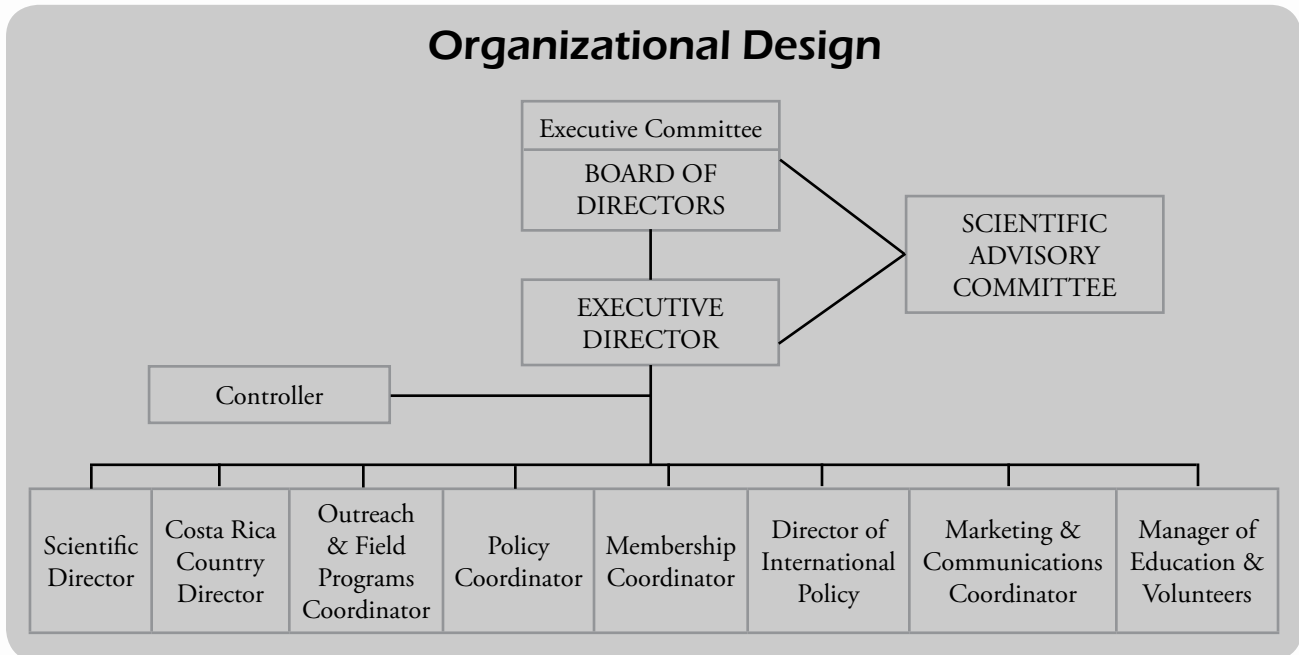 Organizational Design
Executive Committee
BOARD OF
DIRECTORS
SCIENTIFIC
ADVISORY
COMMITTEE
EXECUTIVE
DIRECTOR
Controller
Scientific
Director
Costa Rica
Country
Director
Outreach
& Field
Programs
Coordinator
Policy
Coordinator
Membership
Coordinator
Director of
International
Policy
Marketing &
Communications
Coordinator
Manager of
Education &
Volunteers